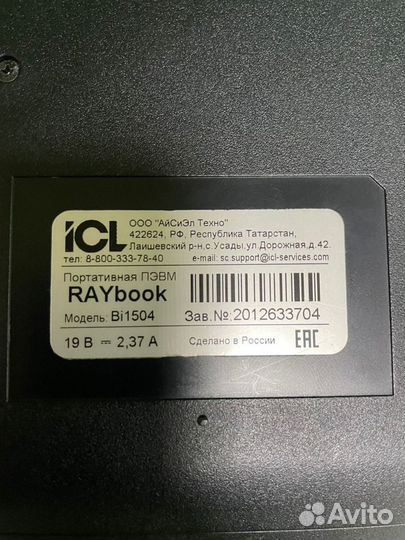 ICL
ООО "АйСиЭл Техно"
422624, РФ, Республика Татарстан,
Лаишевский р-н,с.Усады,ул.Дорожная,д.42.
тел: 8-800-333-78-40 e-mail: sc.support@icl-services.com
Портативная ПЭВМ
RAYbook
Модель: Bi1504 Зав.№:2012633704
19 В ⎓ 2,37 А Сделано в России EAC
Avito